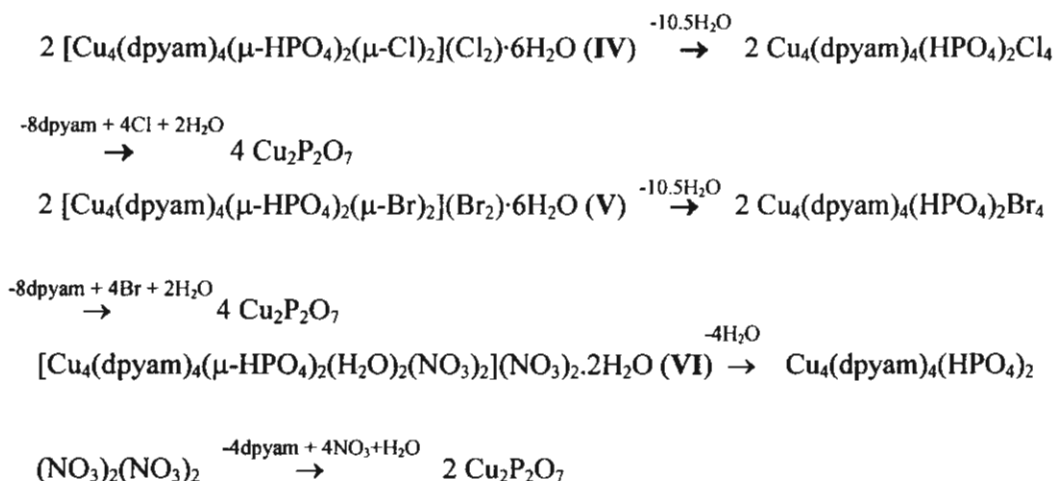 2 [Cu₄(dpyam)₄(μ-HPO₄)₂(μ-Cl)₂](Cl₂)·6H₂O (IV) -10.5H₂O → 2 Cu₄(dpyam)₄(HPO₄)₂Cl₄
-8dpyam + 4Cl + 2H₂O → 4 Cu₂P₂O₇
2 [Cu₄(dpyam)₄(μ-HPO₄)₂(μ-Br)₂](Br₂)·6H₂O (V) -10.5H₂O → 2 Cu₄(dpyam)₄(HPO₄)₂Br₄
-8dpyam + 4Br + 2H₂O → 4 Cu₂P₂O₇
[Cu₄(dpyam)₄(μ-HPO₄)₂(H₂O)₂(NO₃)₂](NO₃)₂.2H₂O (VI) -4H₂O → Cu₄(dpyam)₄(HPO₄)₂
(NO₃)₂(NO₃)₂ -4dpyam + 4NO₃+H₂O → 2 Cu₂P₂O₇